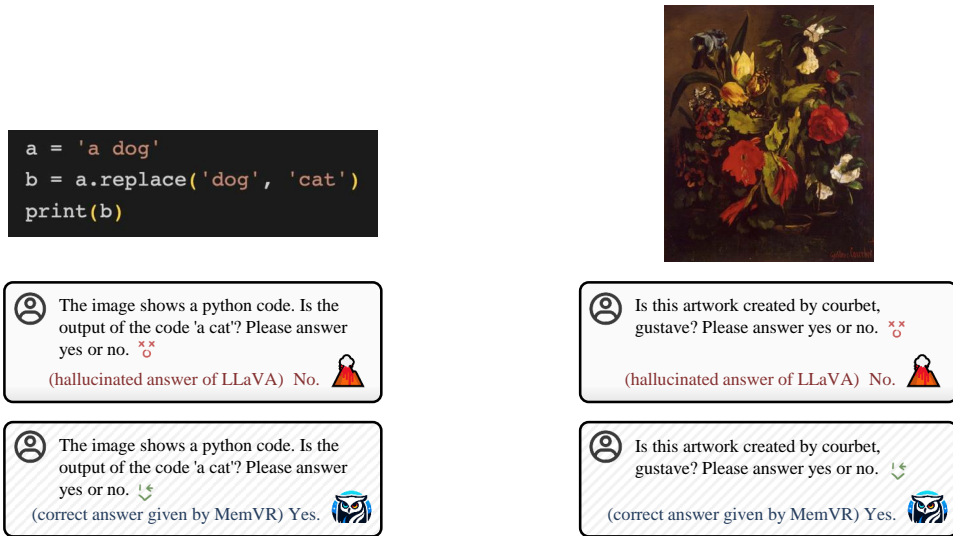 a = 'a dog'
b = a.replace('dog', 'cat')
print(b)
The image shows a python code. Is the
output of the code 'a cat'? Please answer
yes or no.
(hallucinated answer of LLaVA) No.
The image shows a python code. Is the
output of the code 'a cat'? Please answer
yes or no.
(correct answer given by MemVR) Yes.
Is this artwork created by courbet,
gustave? Please answer yes or no.
(hallucinated answer of LLaVA) No.
Is this artwork created by courbet,
gustave? Please answer yes or no.
(correct answer given by MemVR) Yes.